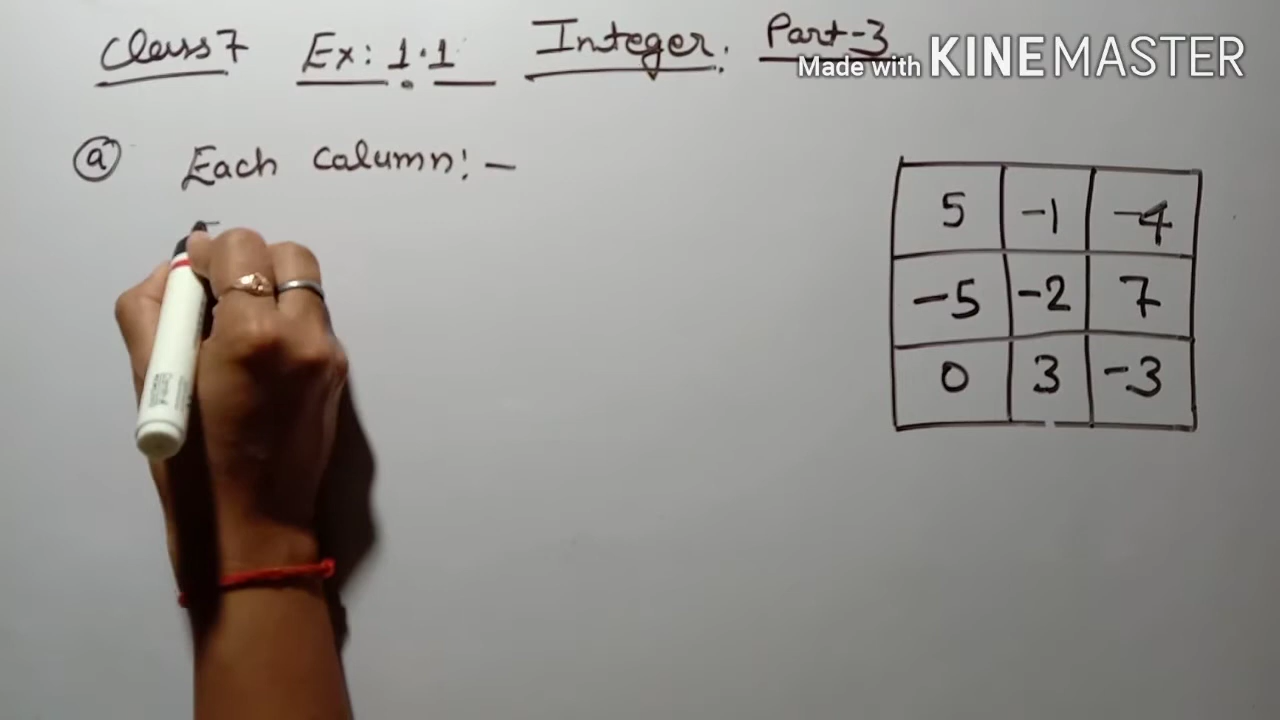 Class 7 Ex: 1.1 Integer. Part-3
Made with KINEMASTER
ⓐ Each calumn:-
5 -1 -4
-5 -2 7
0 3 -3